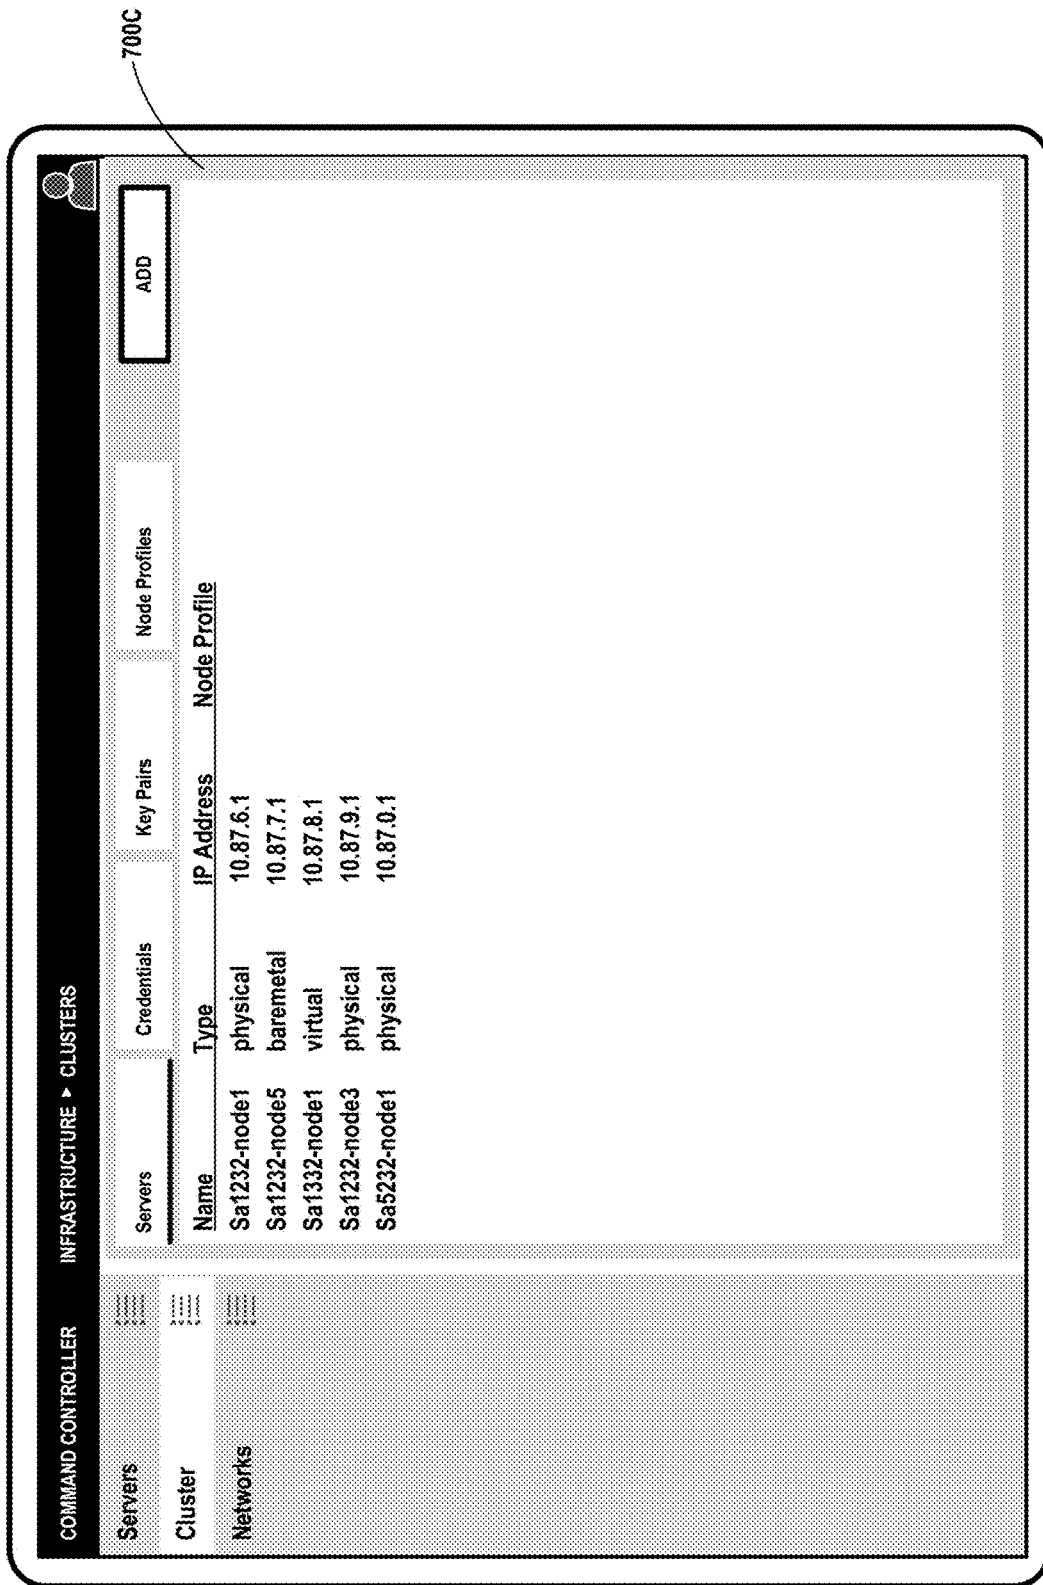 700C
COMMAND CONTROLLER INFRASTRUCTURE ► CLUSTERS
Servers
Cluster
Networks
Servers Credentials Key Pairs Node Profiles ADD
Name Type IP Address Node Profile
Sa1232-node1 physical 10.87.6.1
Sa1232-node5 baremetal 10.87.7.1
Sa1332-node1 virtual 10.87.8.1
Sa1232-node3 physical 10.87.9.1
Sa5232-node1 physical 10.87.0.1